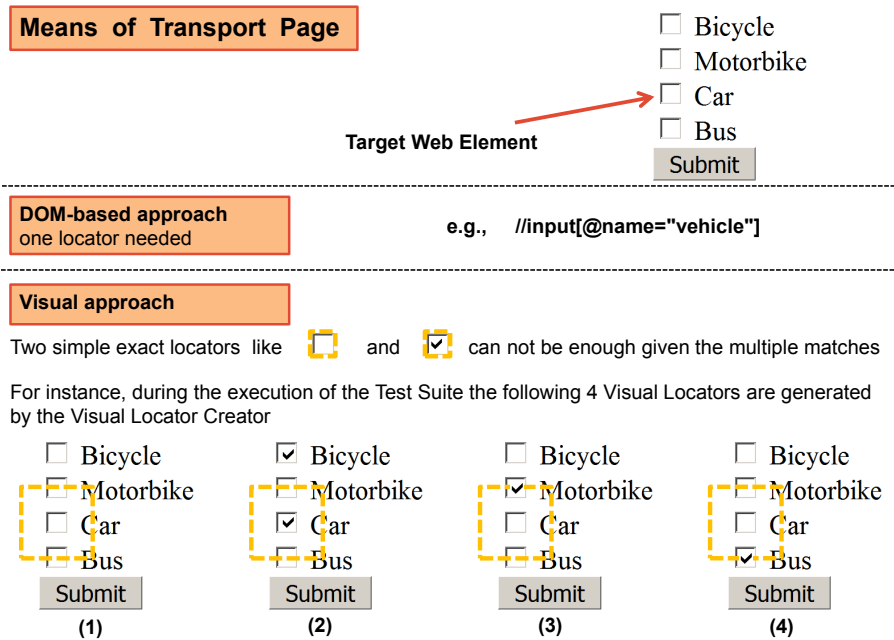 Means of Transport Page
Bicycle
Motorbike
Car
Bus
Submit
Target Web Element
DOM-based approach
one locator needed
e.g., //input[@name="vehicle"]
Visual approach
Two simple exact locators like and can not be enough given the multiple matches
For instance, during the execution of the Test Suite the following 4 Visual Locators are generated
by the Visual Locator Creator
Bicycle Bicycle Bicycle Bicycle
Motorbike Motorbike Motorbike Motorbike
Car Car Car Car
Bus Bus Bus Bus
Submit Submit Submit Submit
(1) (2) (3) (4)